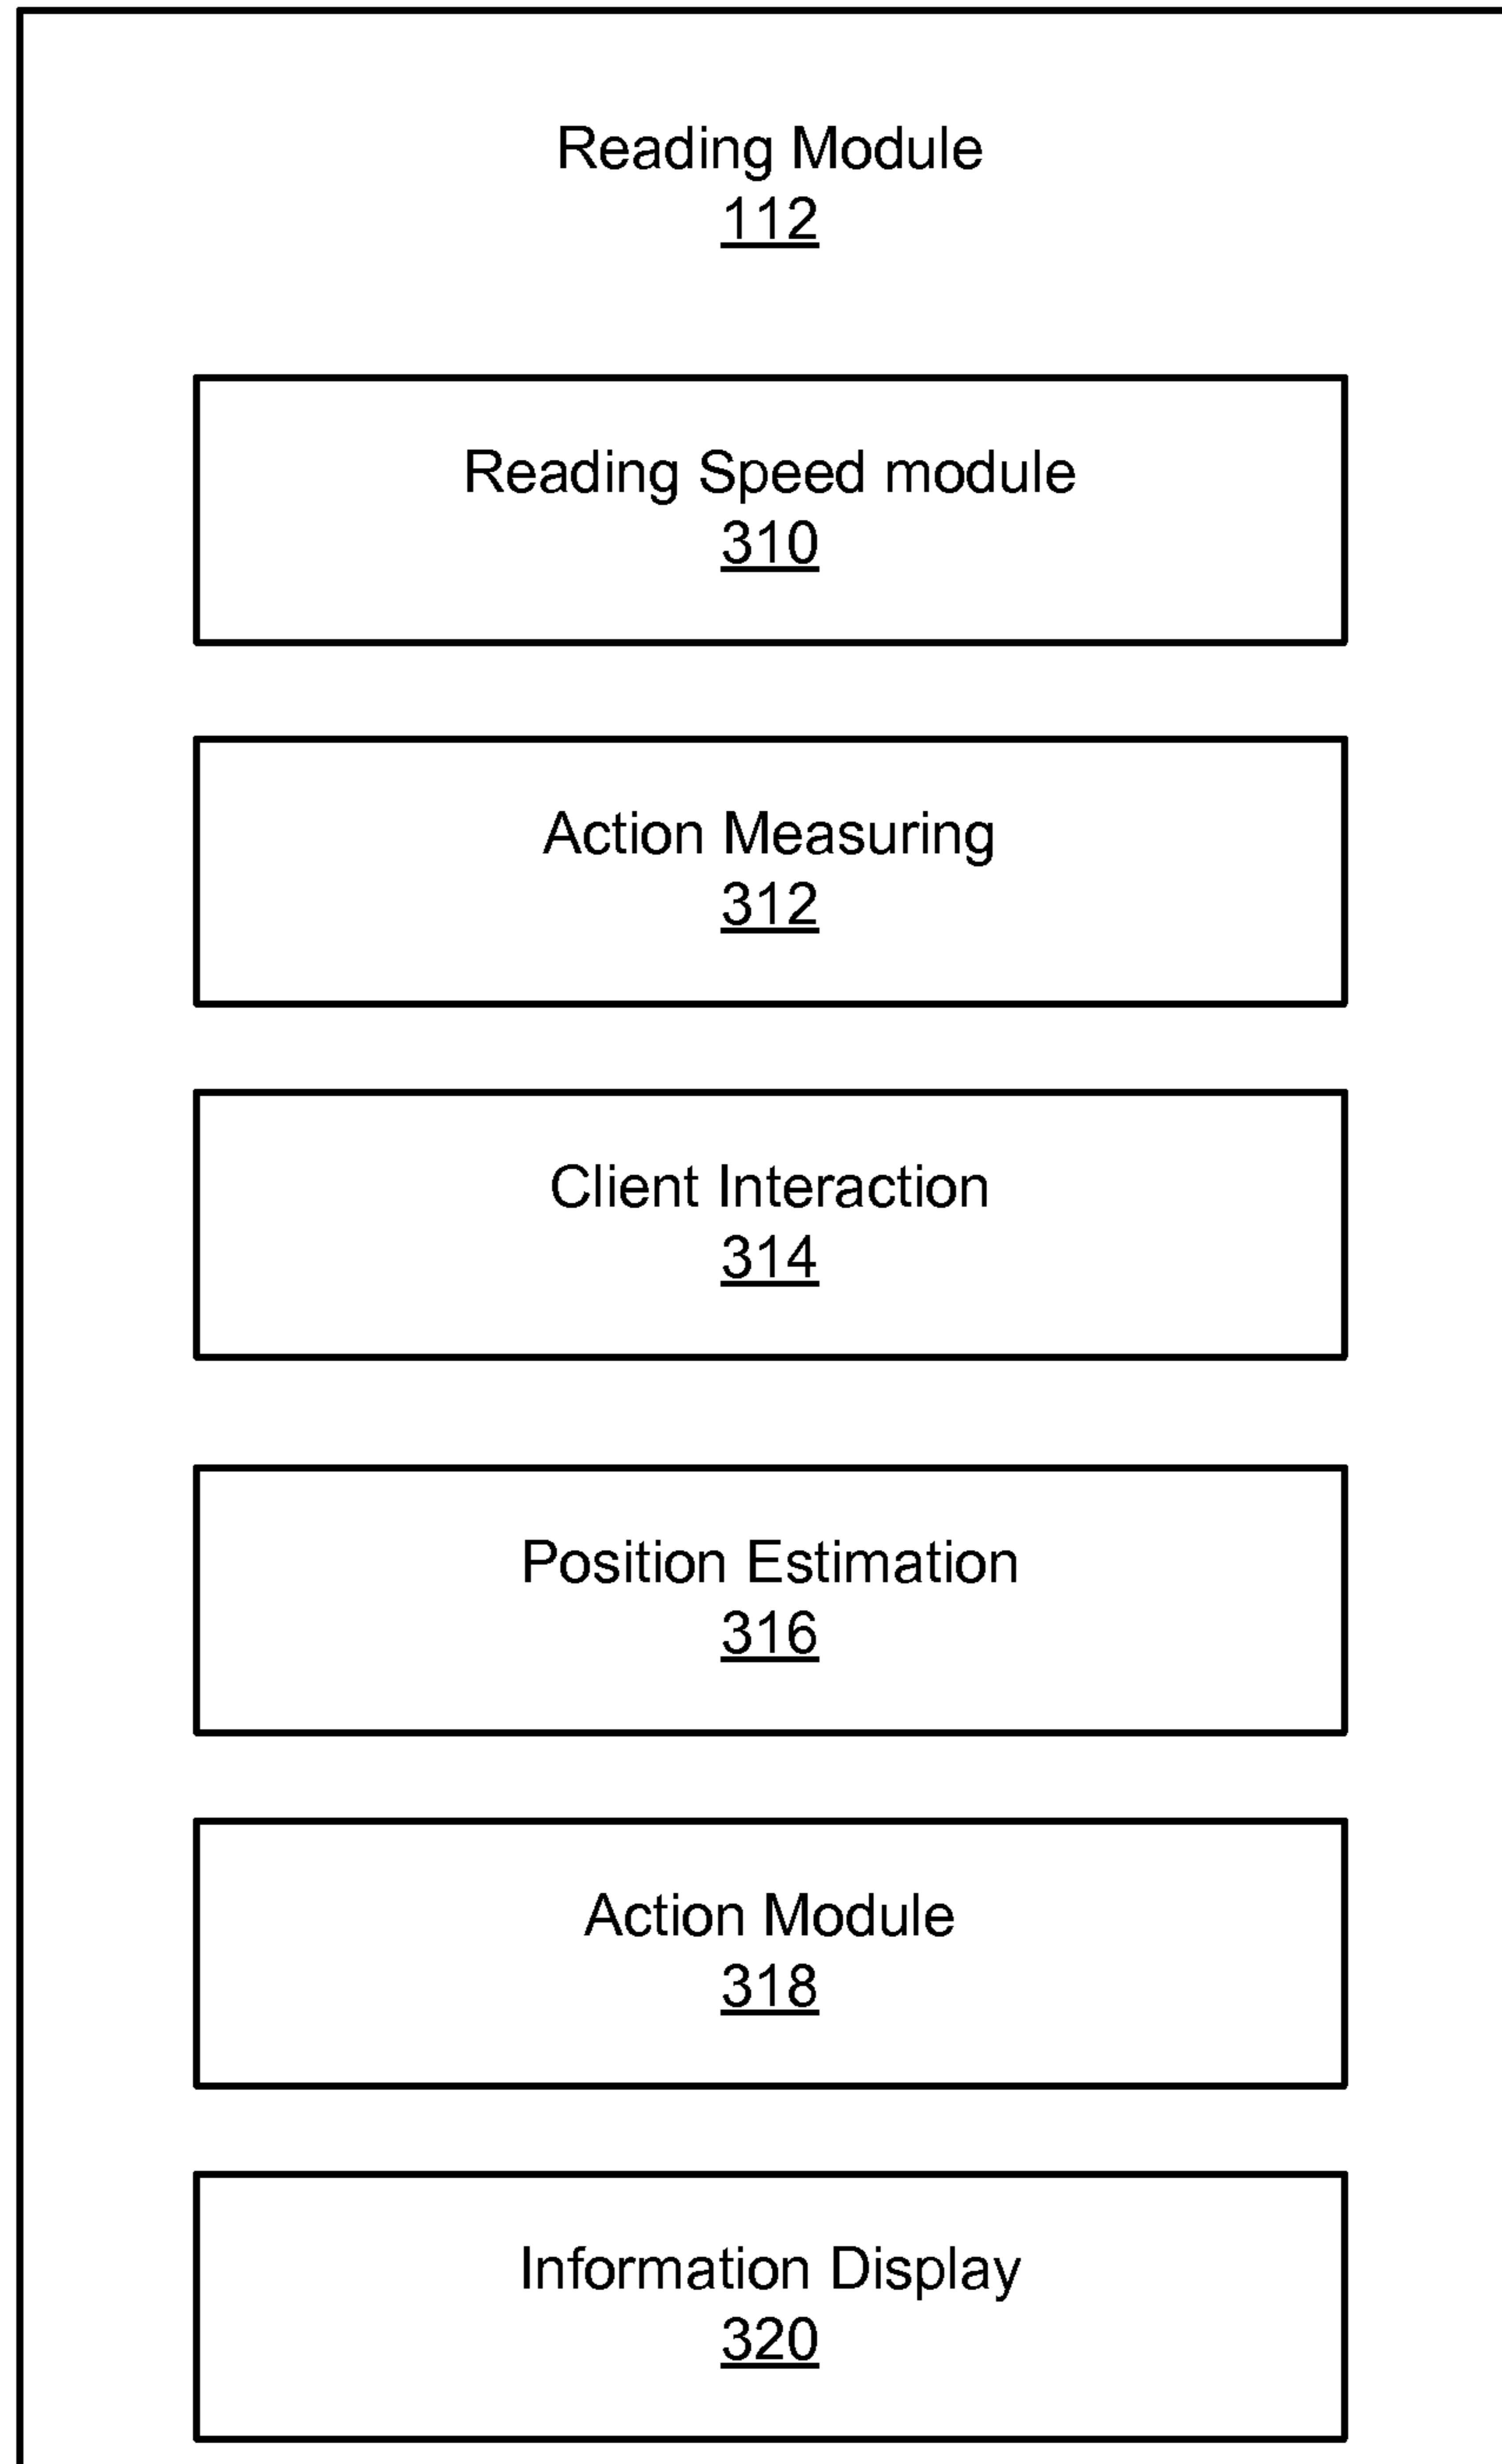 Reading Module
112
Reading Speed module
310
Action Measuring
312
Client Interaction
314
Position Estimation
316
Action Module
318
Information Display
320